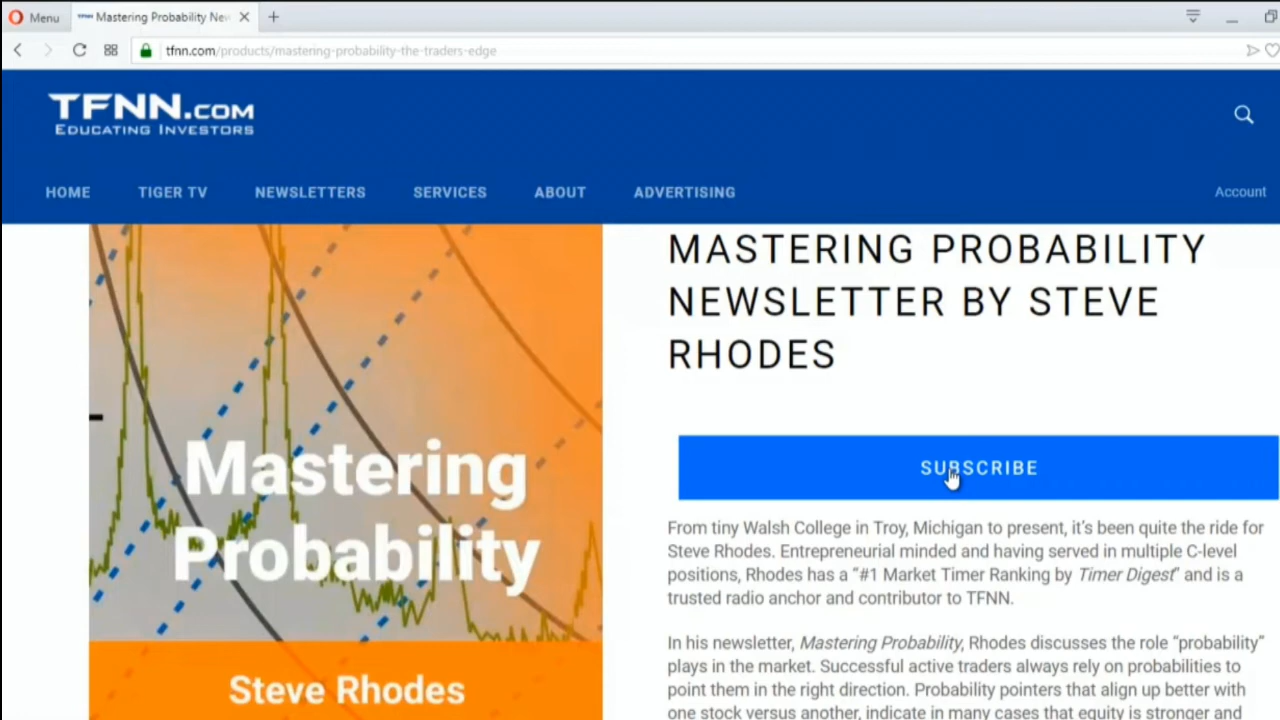 Menu
Mastering Probability Nev
tfnn.com/products/mastering-probability-the-traders-edge
TFNN.COM
EDUCATING INVESTORS
HOME TIGER TV NEWSLETTERS SERVICES ABOUT ADVERTISING Account
MASTERING PROBABILITY
NEWSLETTER BY STEVE
RHODES
Mastering
Probability
Steve Rhodes
SUBSCRIBE
From tiny Walsh College in Troy, Michigan to present, it's been quite the ride for
Steve Rhodes. Entrepreneurial minded and having served in multiple C-level
positions, Rhodes has a “#1 Market Timer Ranking by Timer Digest” and is a
trusted radio anchor and contributor to TFNN.
In his newsletter, Mastering Probability, Rhodes discusses the role “probability”
plays in the market. Successful active traders always rely on probabilities to
point them in the right direction. Probability pointers that align up better with
one stock versus another, indicate in many cases that equity is stronger and